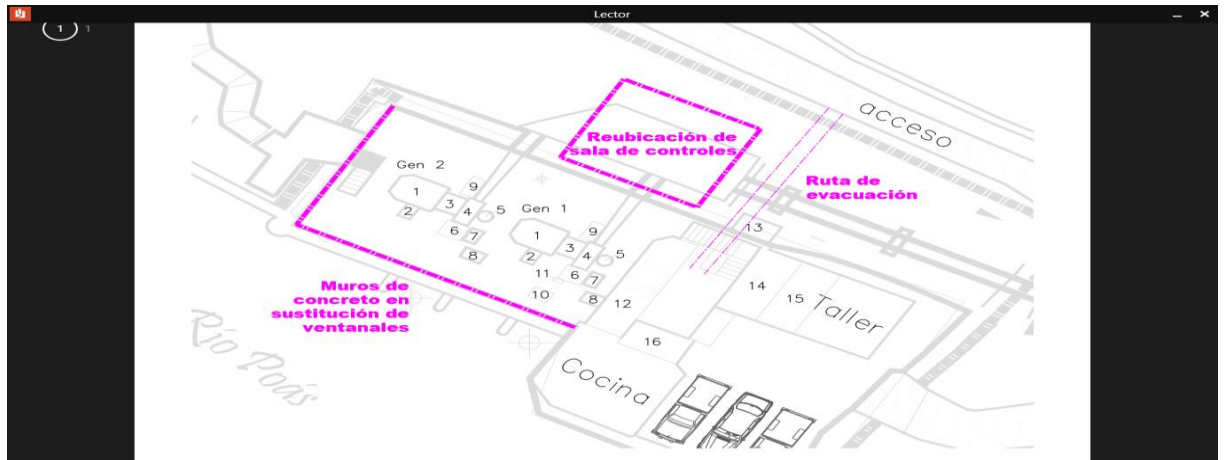 Lector
1 1
acceso
Reubicación de
sala de controles
Ruta de
evacuación
Gen 2
1
9
2
3
4
5
6
7
8
Gen 1
1
9
2
3
4
5
11
6
7
10
8
12
13
14
15
Taller
16
Muros de
concreto en
sustitución de
ventanales
Río Poás
Cocina